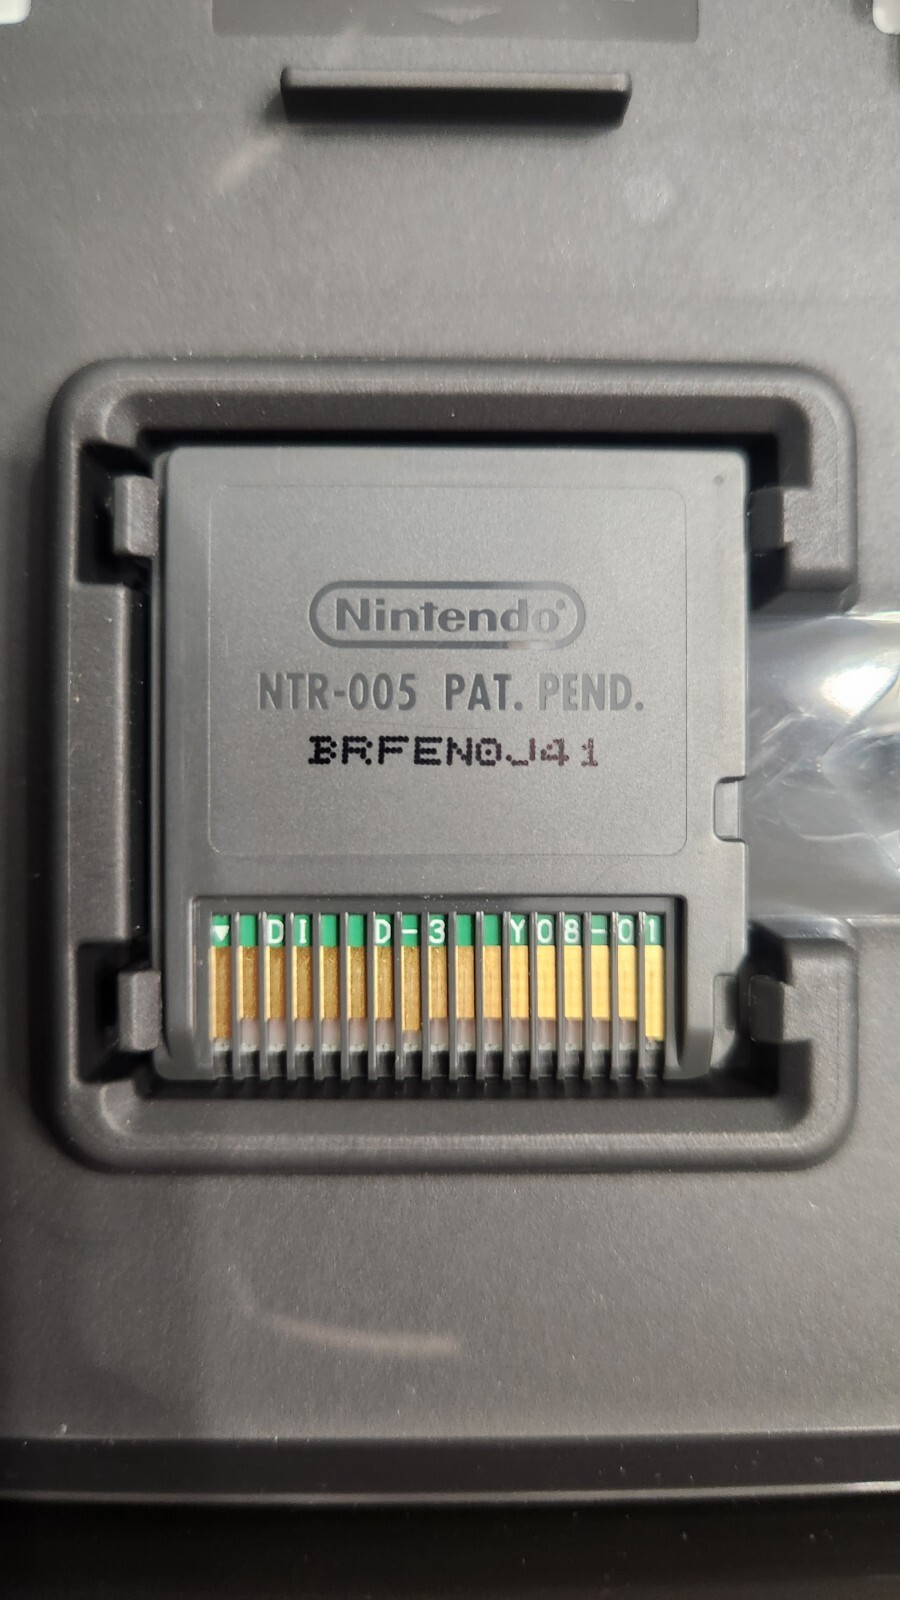 Nintendo®
NTR-005 PAT. PEND.
BRFEN0J41
▼ DI D-3 Y08-01